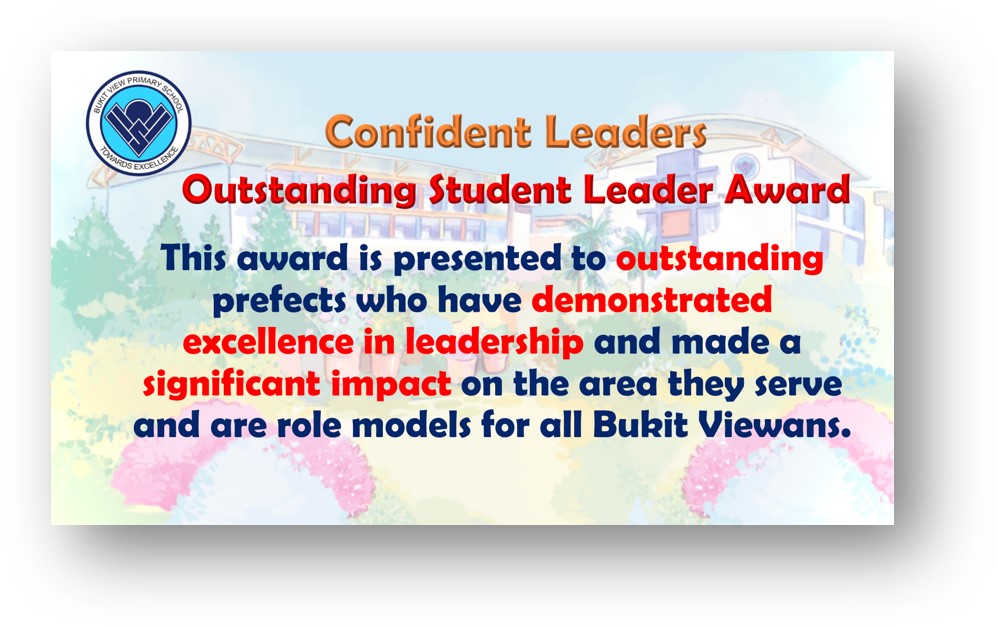 BUKIT VIEW PRIMARY SCHOOL
TOWARDS EXCELLENCE
Confident Leaders
Outstanding Student Leader Award
This award is presented to outstanding
prefects who have demonstrated
excellence in leadership and made a
significant impact on the area they serve
and are role models for all Bukit Viewans.